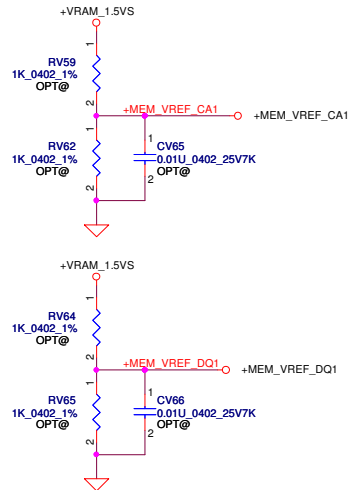 +VRAM_1.5VS
1
RV59
1K_0402_1%
OPT@
2
+MEM_VREF_CA1
+MEM_VREF_CA1
1
RV62
1K_0402_1%
OPT@
2
1
CV65
0.01U_0402_25V7K
OPT@
2
+VRAM_1.5VS
1
RV64
1K_0402_1%
OPT@
2
+MEM_VREF_DQ1
+MEM_VREF_DQ1
1
RV65
1K_0402_1%
OPT@
2
1
CV66
0.01U_0402_25V7K
OPT@
2